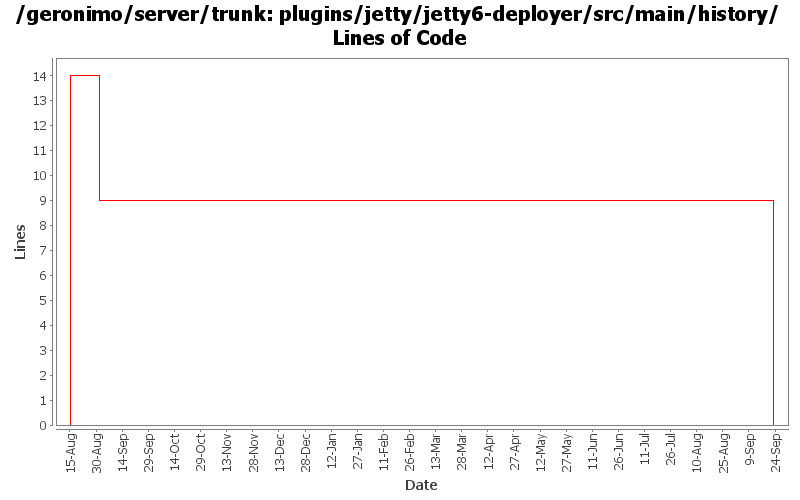 /geronimo/server/trunk: plugins/jetty/jetty6-deployer/src/main/history/
Lines of Code
14
13
12
11
10
9
8
7
6
5
4
3
2
1
0
Lines
15-Aug
30-Aug
14-Sep
29-Sep
14-Oct
29-Oct
13-Nov
28-Nov
13-Dec
28-Dec
12-Jan
27-Jan
11-Feb
26-Feb
13-Mar
28-Mar
12-Apr
27-Apr
12-May
27-May
11-Jun
26-Jun
11-Jul
26-Jul
10-Aug
25-Aug
9-Sep
24-Sep
Date